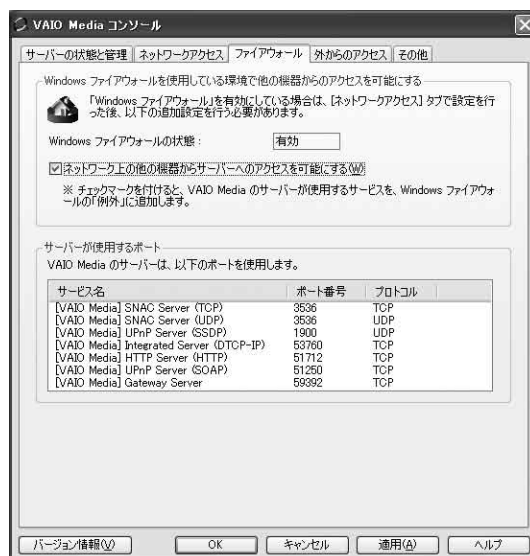 VAIO Media コンソール
サーバーの状態と管理 ネットワークアクセス ファイアウォール 外からのアクセス その他
Windows ファイアウォールを使用している環境で他の機器からのアクセスを可能にする
「Windows ファイアウォール」を有効にしている場合は、[ネットワークアクセス] タブで設定を行
った後、以下の追加設定を行う必要があります。
Windows ファイアウォールの状態 : 有効
ネットワーク上の他の機器からサーバーへのアクセスを可能にする(W)
※ チェックマークを付けると、VAIO Media のサーバーが使用するサービスを、Windows ファイアウォ
ールの「例外」に追加します。
サーバーが使用するポート
VAIO Media のサーバーは、以下のポートを使用します。
サービス名 ポート番号 プロトコル
[VAIO Media] SNAC Server (TCP) 3536 TCP
[VAIO Media] SNAC Server (UDP) 3536 UDP
[VAIO Media] UPnP Server (SSDP) 1900 UDP
[VAIO Media] Integrated Server (DTCP-IP) 53760 TCP
[VAIO Media] HTTP Server (HTTP) 51712 TCP
[VAIO Media] UPnP Server (SOAP) 51250 TCP
[VAIO Media] Gateway Server 59392 TCP
バージョン情報(V) OK キャンセル 適用(A) ヘルプ